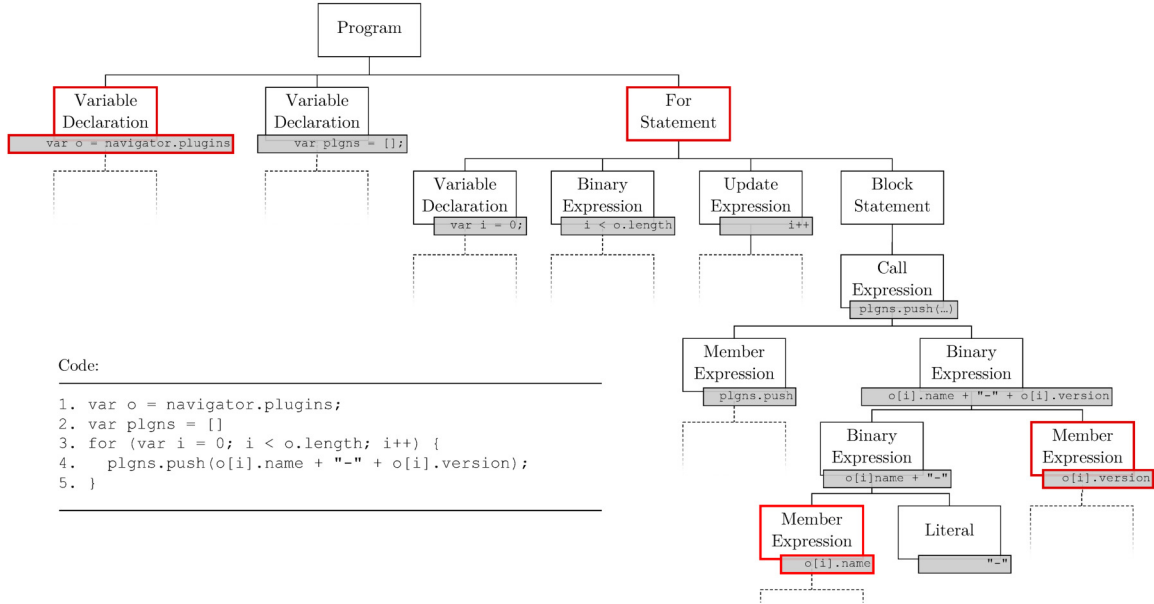 Program
Variable
Declaration
var o = navigator.plugins
Variable
Declaration
var plgns = [];
For
Statement
Variable
Declaration
var i = 0;
Binary
Expression
i < o.length
Update
Expression
i++
Block
Statement
Call
Expression
plgns.push(…)
Member
Expression
plgns.push
Binary
Expression
o[i].name + "-" + o[i].version
Binary
Expression
o[i]name + "-"
Member
Expression
o[i].version
Member
Expression
o[i].name
Literal
"-"
Code:
1. var o = navigator.plugins;
2. var plgns = []
3. for (var i = 0; i < o.length; i++) {
4. plgns.push(o[i].name + "-" + o[i].version);
5. }